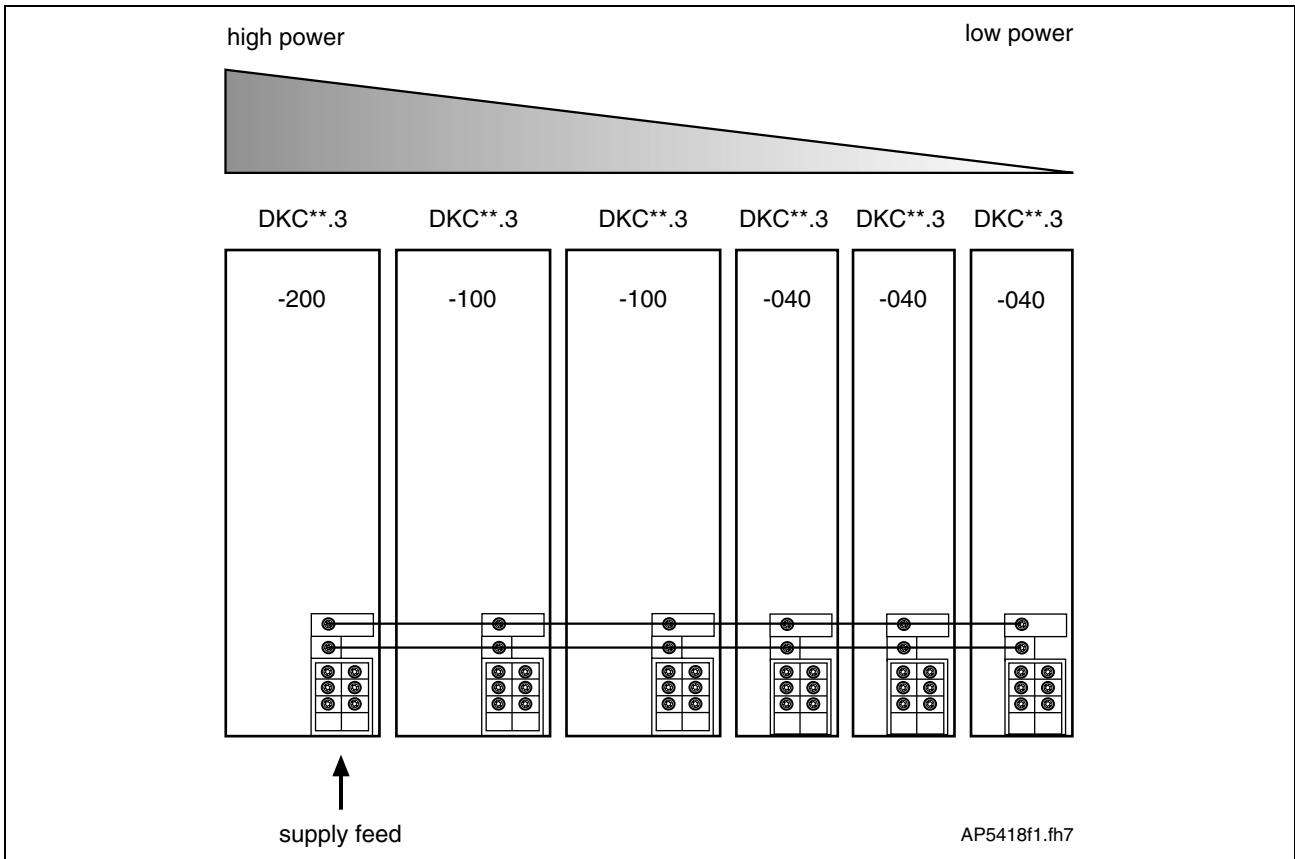 high power low power
DKC**.3 DKC**.3 DKC**.3 DKC**.3 DKC**.3 DKC**.3
-200 -100 -100 -040 -040 -040
supply feed
AP5418f1.fh7